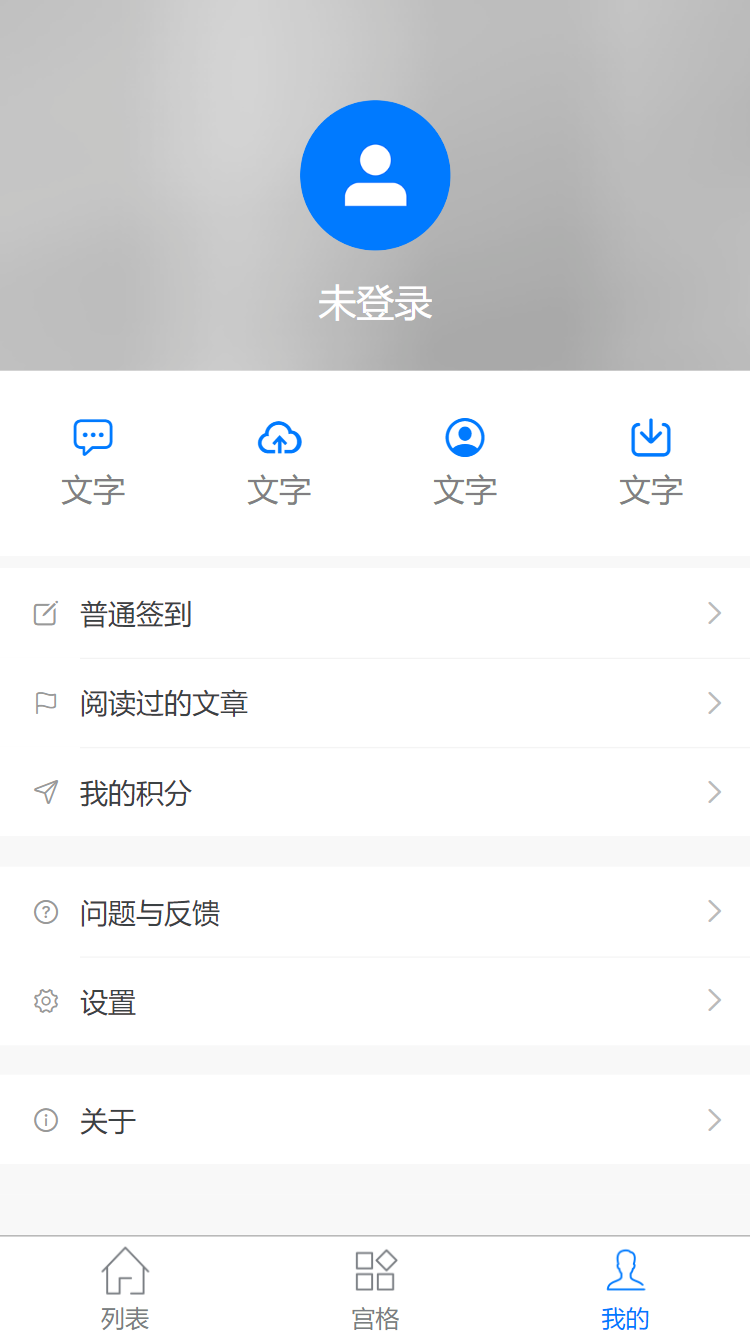 未登录
文字 文字 文字 文字
普通签到
阅读过的文章
我的积分
问题与反馈
设置
关于
列表 宫格 我的